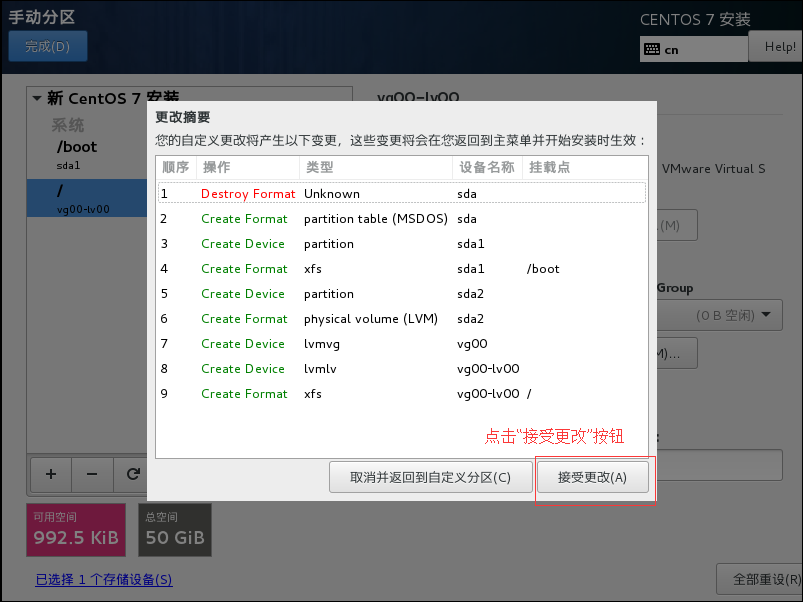 手动分区
CENTOS 7 安装
完成(D)
cn
Help!
新 CentOS 7 安装
vg00-lv00
系统
/boot
sda1
/
vg00-lv00
更改摘要
您的自定义更改将产生以下变更，这些变更将会在您返回到主菜单并开始安装时生效：
顺序 操作 类型 设备名称 挂载点
1 Destroy Format Unknown sda
2 Create Format partition table (MSDOS) sda
3 Create Device partition sda1
4 Create Format xfs sda1 /boot
5 Create Device partition sda2
6 Create Format physical volume (LVM) sda2
7 Create Device lvmvg vg00
8 Create Device lvmlv vg00-lv00
9 Create Format xfs vg00-lv00 /
VMware Virtual S
(M)
Group
(0 B 空闲)
M)...
点击“接受更改”按钮
取消并返回到自定义分区(C)
接受更改(A)
+ −
可用空间
992.5 KiB
总空间
50 GiB
已选择 1 个存储设备(S)
全部重设(R)